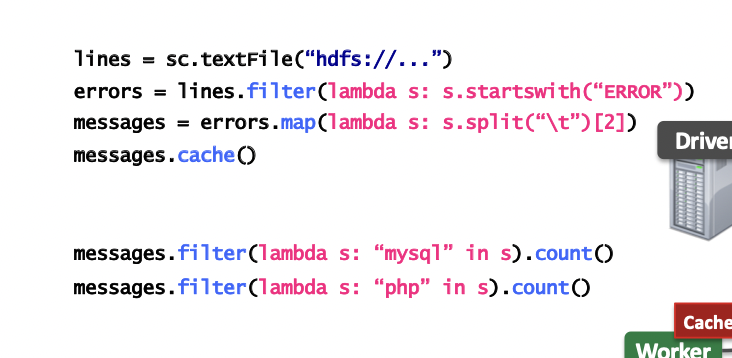 lines = sc.textFile(“hdfs://...”)
errors = lines.filter(lambda s: s.startswith(“ERROR”))
messages = errors.map(lambda s: s.split(“\t”)[2])
messages.cache()
Driver
messages.filter(lambda s: “mysql” in s).count()
messages.filter(lambda s: “php” in s).count()
Cache
Worker